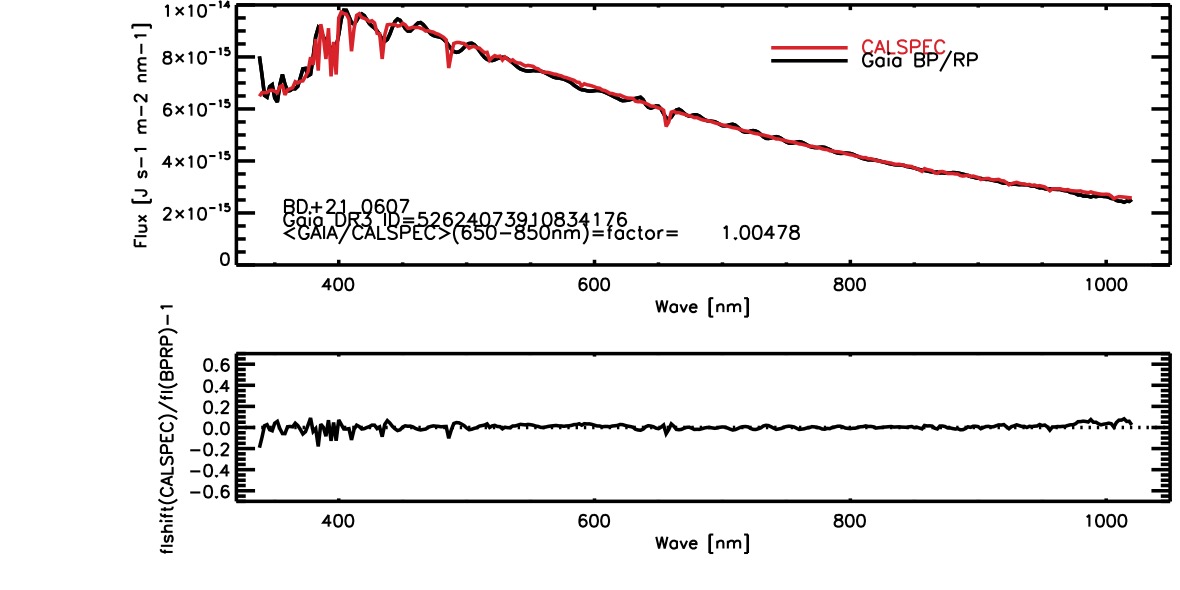 1×10−14
8×10−15
6×10−15
4×10−15
2×10−15
0
Flux [J s−1 m−2 nm−1]
CALSPEC
Gaia BP/RP
BD+21 0607
Gaia DR3 ID=52624073910834176
<GAIA/CALSPEC>(650−850nm)=factor= 1.00478
400 600 800 1000
Wave [nm]
flshift(CALSPEC)/fl(BPRP)−1
0.6
0.4
0.2
0.0
−0.2
−0.4
−0.6
400 600 800 1000
Wave [nm]